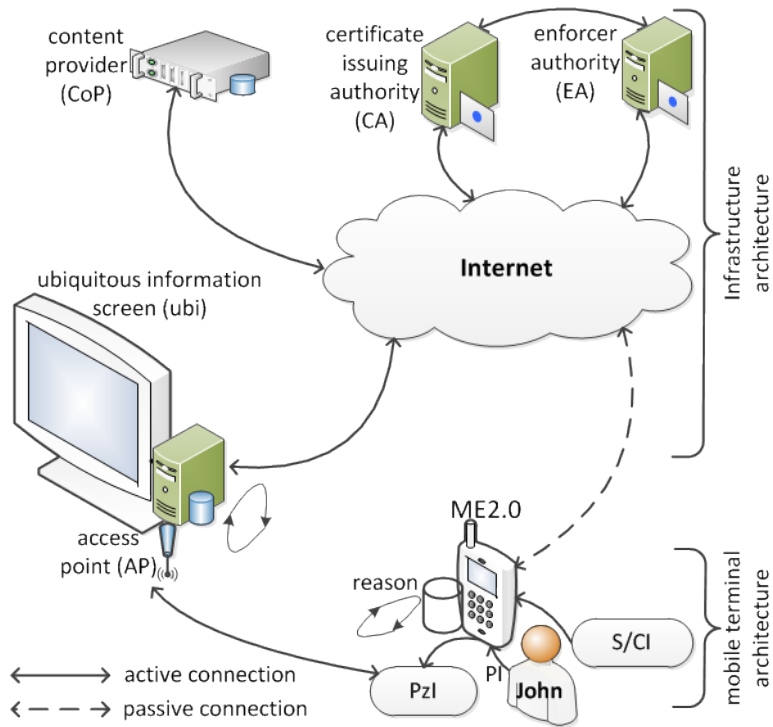 content
provider
(CoP)
certificate
issuing
authority
(CA)
enforcer
authority
(EA)
Internet
Infrastructure
architecture
ubiquitous information
screen (ubi)
access
point (AP)
ME2.0
reason
S/CI
PI
John
PzI
mobile terminal
architecture
active connection
passive connection